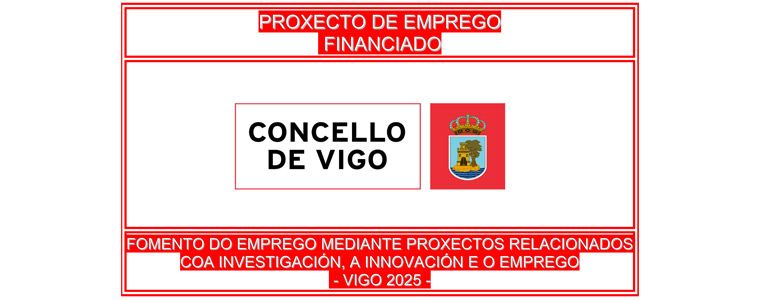 PROXECTO DE EMPREGO
FINANCIADO
CONCELLO
DE VIGO
FOMENTO DO EMPREGO MEDIANTE PROXECTOS RELACIONADOS
COA INVESTIGACIÓN, A INNOVACIÓN E O EMPREGO
- VIGO 2025 -